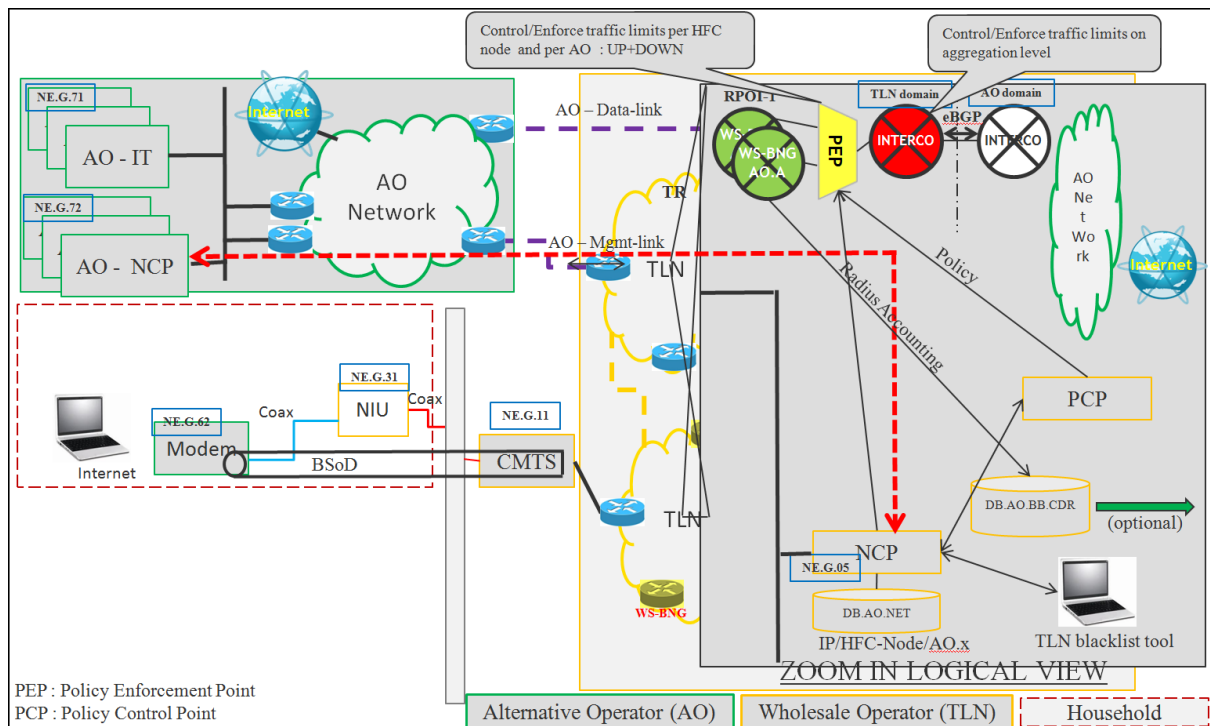 Control/Enforce traffic limits per HFC
node and per AO : UP+DOWN
Control/Enforce traffic limits on
aggregation level
NE.G.71
AO - IT
Internet
AO
Network
NE.G.72
AO - NCP
AO – Data-link
AO – Mgmt-link
RPOI-1
WS-BNG
AO.A
PEP
TLN domain
INTERCO
eBGP
AO domain
INTERCO
AO
Ne
t
Wo
rk
Internet
TR
TLN
Policy
Radius Accounting
NE.G.31
NIU
Coax
Coax
NE.G.62
Modem
Internet
BSoD
NE.G.11
CMTS
TLN
WS-BNG
PCP
DB.AO.BB.CDR
(optional)
NCP
NE.G.05
DB.AO.NET
IP/HFC-Node/AO.x
TLN blacklist tool
ZOOM IN LOGICAL VIEW
PEP : Policy Enforcement Point
PCP : Policy Control Point
Alternative Operator (AO)
Wholesale Operator (TLN)
Household